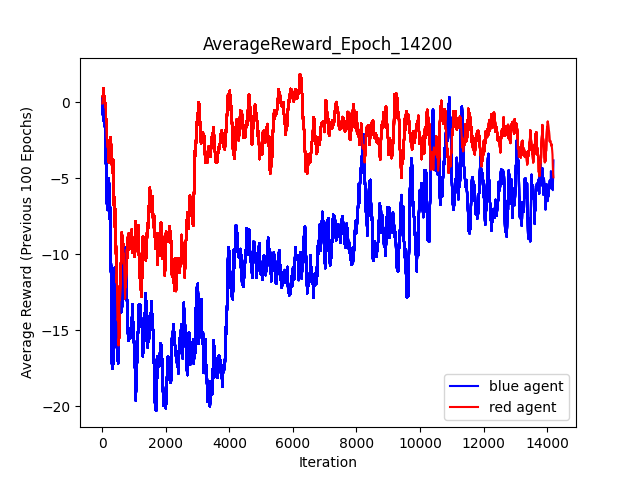 AverageReward_Epoch_14200
Average Reward (Previous 100 Epochs)
0
−5
−10
−15
−20
0 2000 4000 6000 8000 10000 12000 14000
Iteration
blue agent
red agent